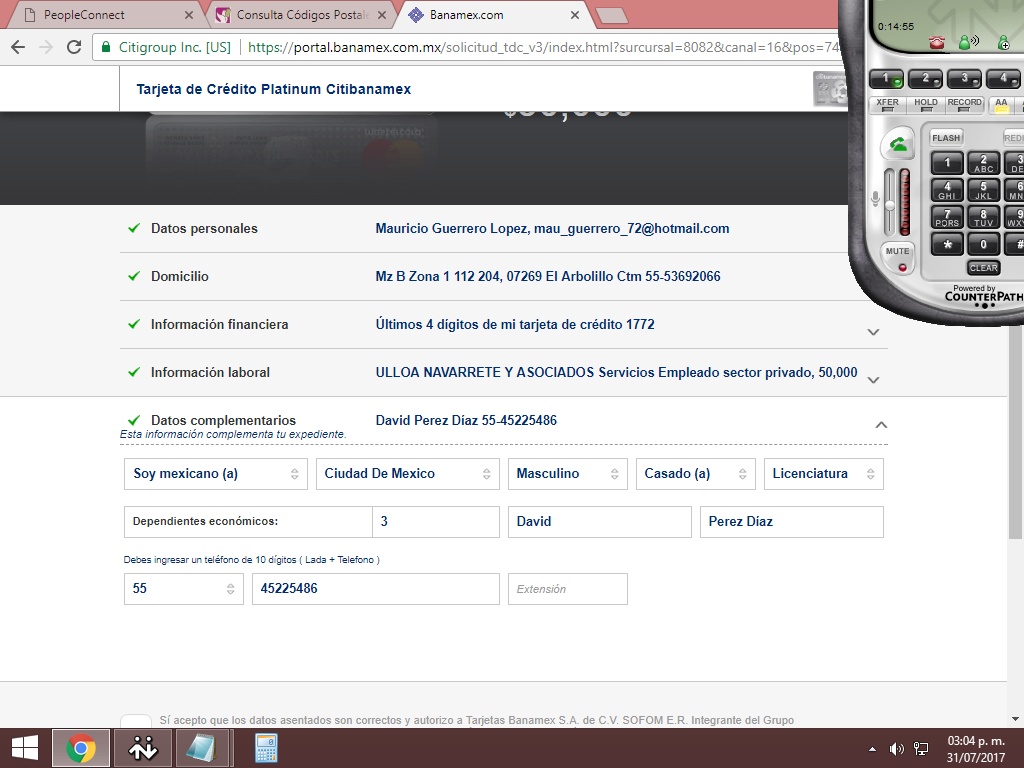 PeopleConnect
Consulta Códigos Postale
Banamex.com
Citigroup Inc. [US] https://portal.banamex.com.mx/solicitud_tdc_v3/index.html?surcursal=8082&canal=16&pos=74
0:14:55
Tarjeta de Crédito Platinum Citibanamex
1 2 3 4
XFER HOLD RECORD AA
FLASH
1 2 ABC 3
4 GHI 5 JKL 6
7 PQRS 8 TUV 9
* 0 #
MUTE
CLEAR
Powered by
COUNTERPATH
Datos personales Mauricio Guerrero Lopez, mau_guerrero_72@hotmail.com
Domicilio Mz B Zona 1 112 204, 07269 El Arbolillo Ctm 55-53692066
Información financiera Últimos 4 dígitos de mi tarjeta de crédito 1772
Información laboral ULLOA NAVARRETE Y ASOCIADOS Servicios Empleado sector privado, 50,000
Datos complementarios David Perez Díaz 55-45225486
Esta información complementa tu expediente.
Soy mexicano (a) Ciudad De Mexico Masculino Casado (a) Licenciatura
Dependientes económicos: 3 David Perez Díaz
Debes ingresar un teléfono de 10 dígitos ( Lada + Telefono )
55 45225486 Extensión
Sí acepto que los datos asentados son correctos y autorizo a Tarjetas Banamex S.A. de C.V. SOFOM E.R. Integrante del Grupo
03:04 p. m.
31/07/2017